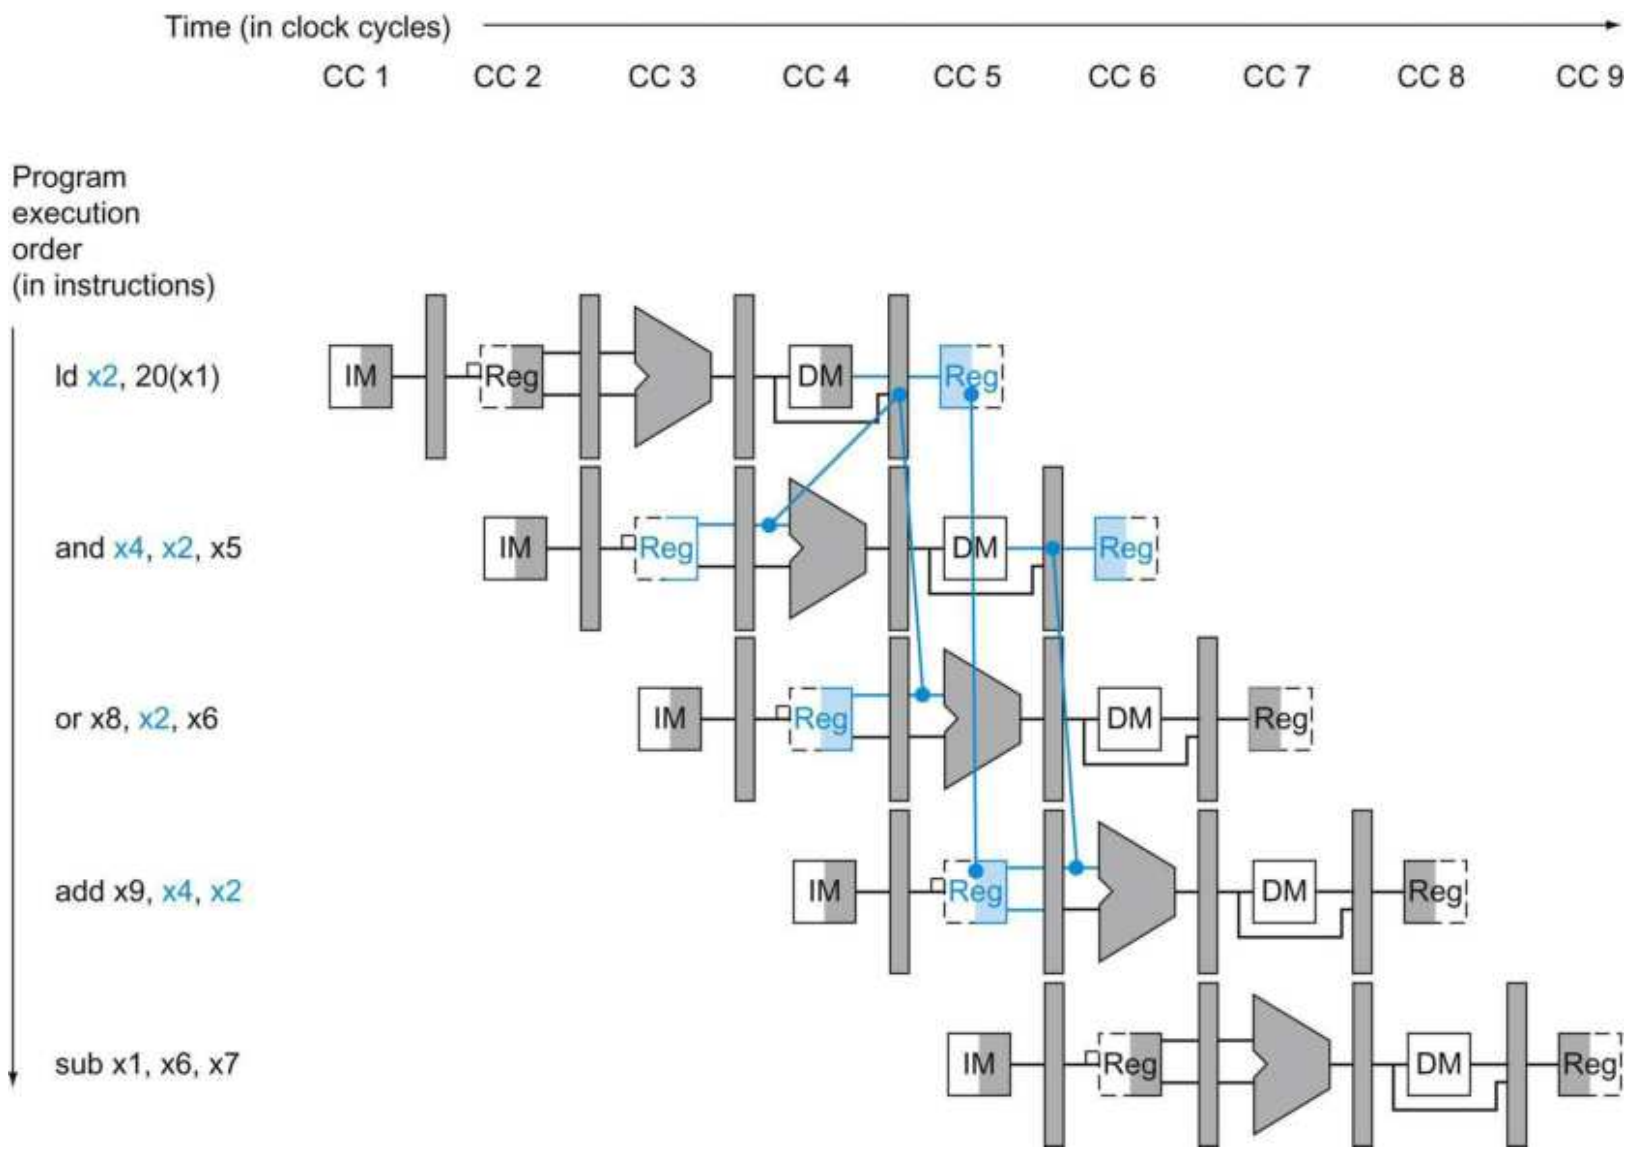 Time (in clock cycles)
CC 1 CC 2 CC 3 CC 4 CC 5 CC 6 CC 7 CC 8 CC 9
Program
execution
order
(in instructions)
ld x2, 20(x1) IM Reg DM Reg
and x4, x2, x5 IM Reg DM Reg
or x8, x2, x6 IM Reg DM Reg
add x9, x4, x2 IM Reg DM Reg
sub x1, x6, x7 IM Reg DM Reg